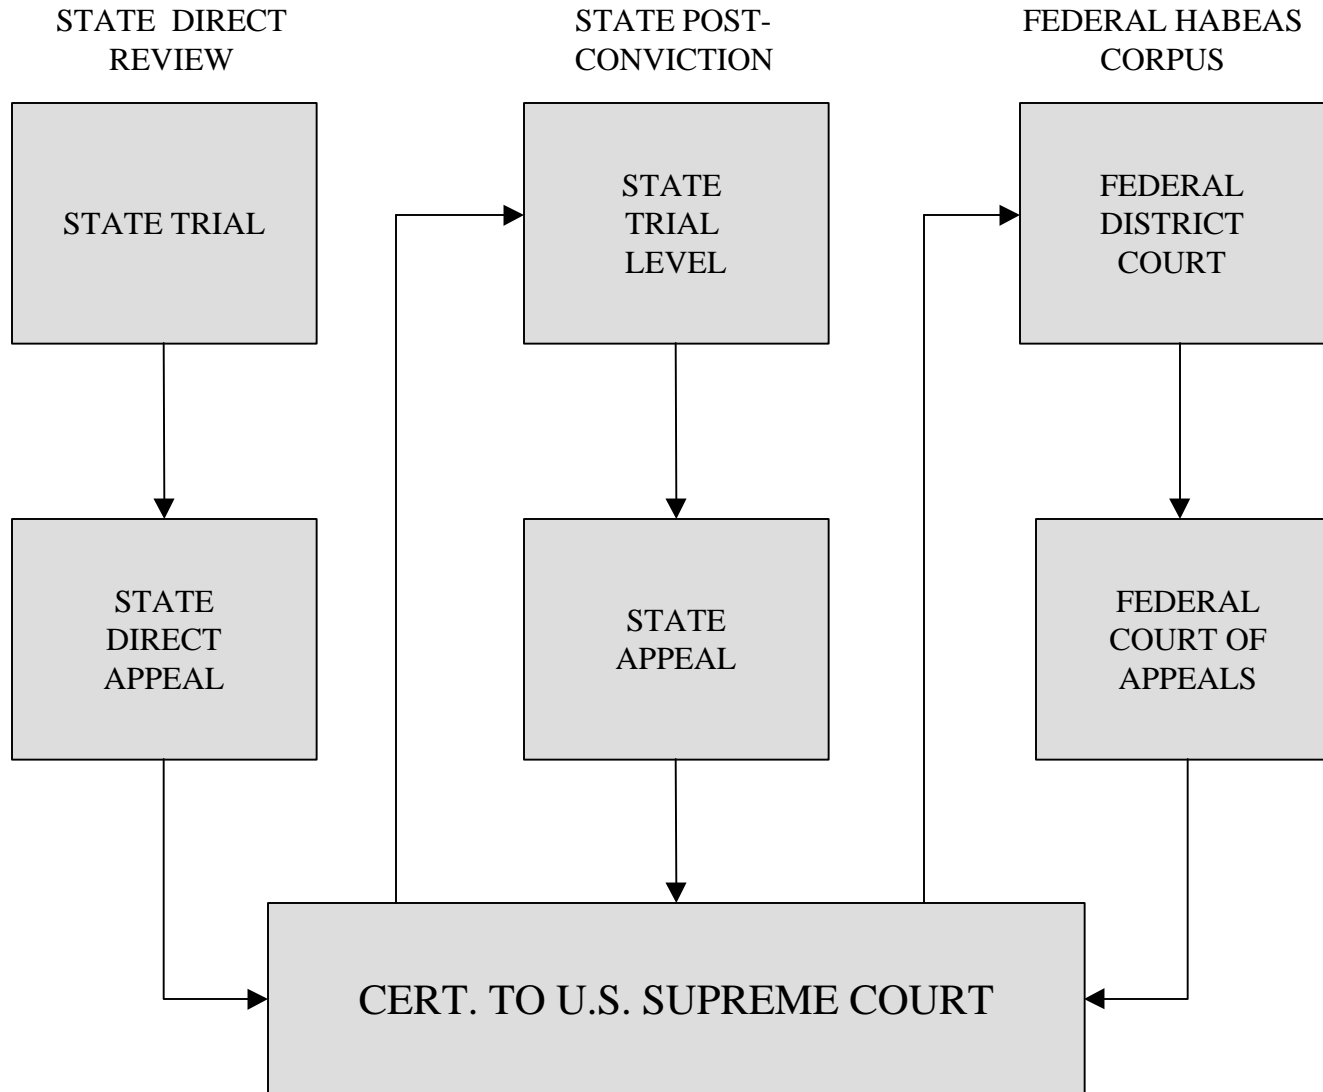 STATE DIRECT
REVIEW
STATE POST-
CONVICTION
FEDERAL HABEAS
CORPUS
STATE TRIAL
STATE
TRIAL
LEVEL
FEDERAL
DISTRICT
COURT
STATE
DIRECT
APPEAL
STATE
APPEAL
FEDERAL
COURT OF
APPEALS
CERT. TO U.S. SUPREME COURT